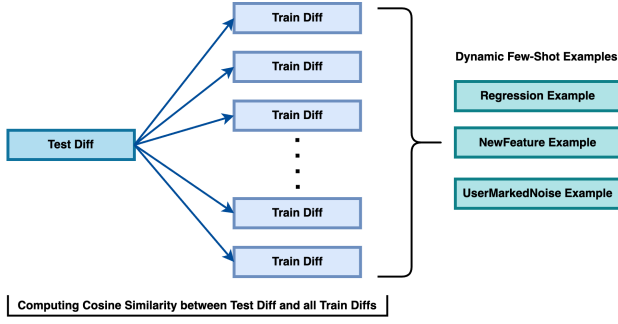 Train Diff
Train Diff
Train Diff
Train Diff
Train Diff
Test Diff
Dynamic Few-Shot Examples
Regression Example
NewFeature Example
UserMarkedNoise Example
Computing Cosine Similarity between Test Diff and all Train Diffs